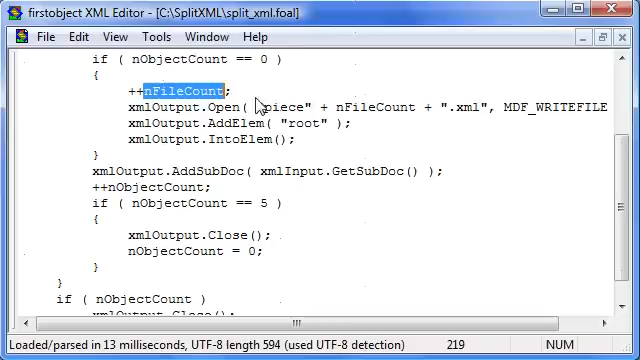 firstobject XML Editor - [C:\SplitXML\split_xml.foal]
File Edit View Tools Window Help
if ( nObjectCount == 0 )
{
++nFileCount;
xmlOutput.Open( "piece" + nFileCount + ".xml", MDF_WRITEFILE
xmlOutput.AddElem( "root" );
xmlOutput.IntoElem();
}
xmlOutput.AddSubDoc( xmlInput.GetSubDoc() );
++nObjectCount;
if ( nObjectCount == 5 )
{
xmlOutput.Close();
nObjectCount = 0;
}
}
if ( nObjectCount )
xmlOutput.Close();
Loaded/parsed in 13 milliseconds, UTF-8 length 594 (used UTF-8 detection) 219 NUM